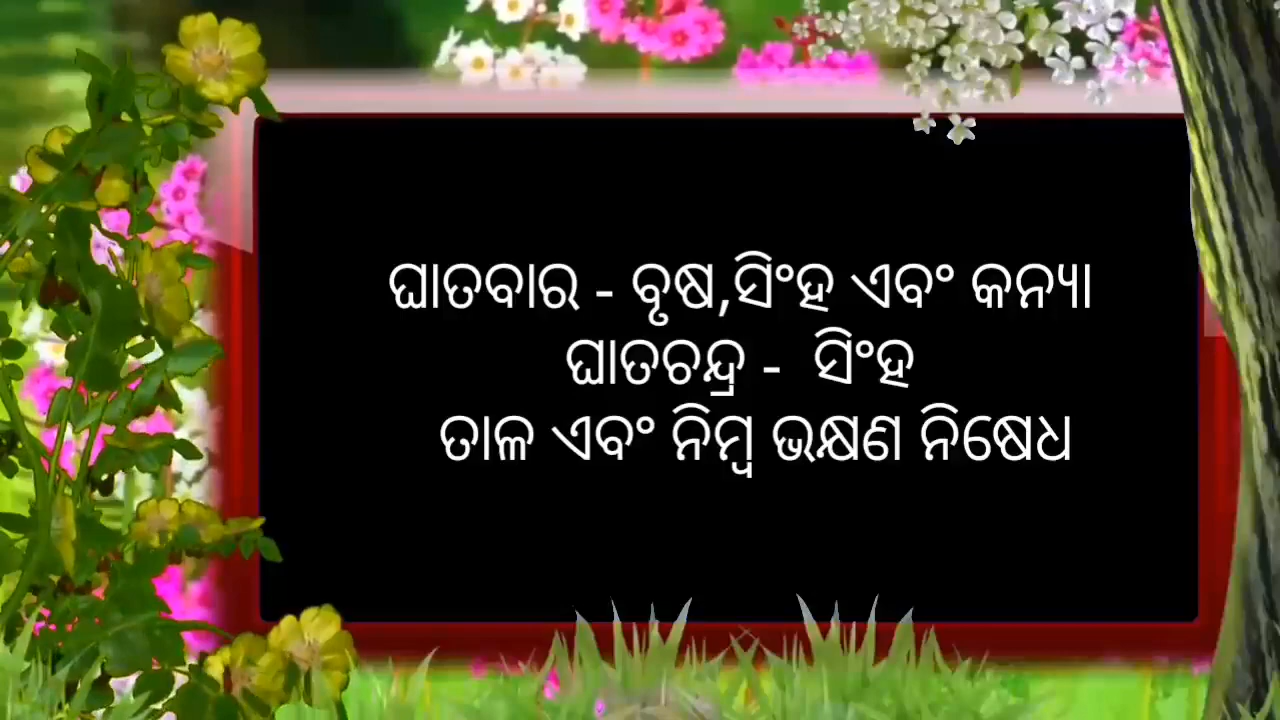 ଘାତବାର - ବୃଷ,ସିଂହ ଏବଂ କନ୍ୟା
ଘାତଚନ୍ଦ୍ର - ସିଂହ
ତାଳ ଏବଂ ନିମ୍ବ ଭକ୍ଷଣ ନିଷେଧ